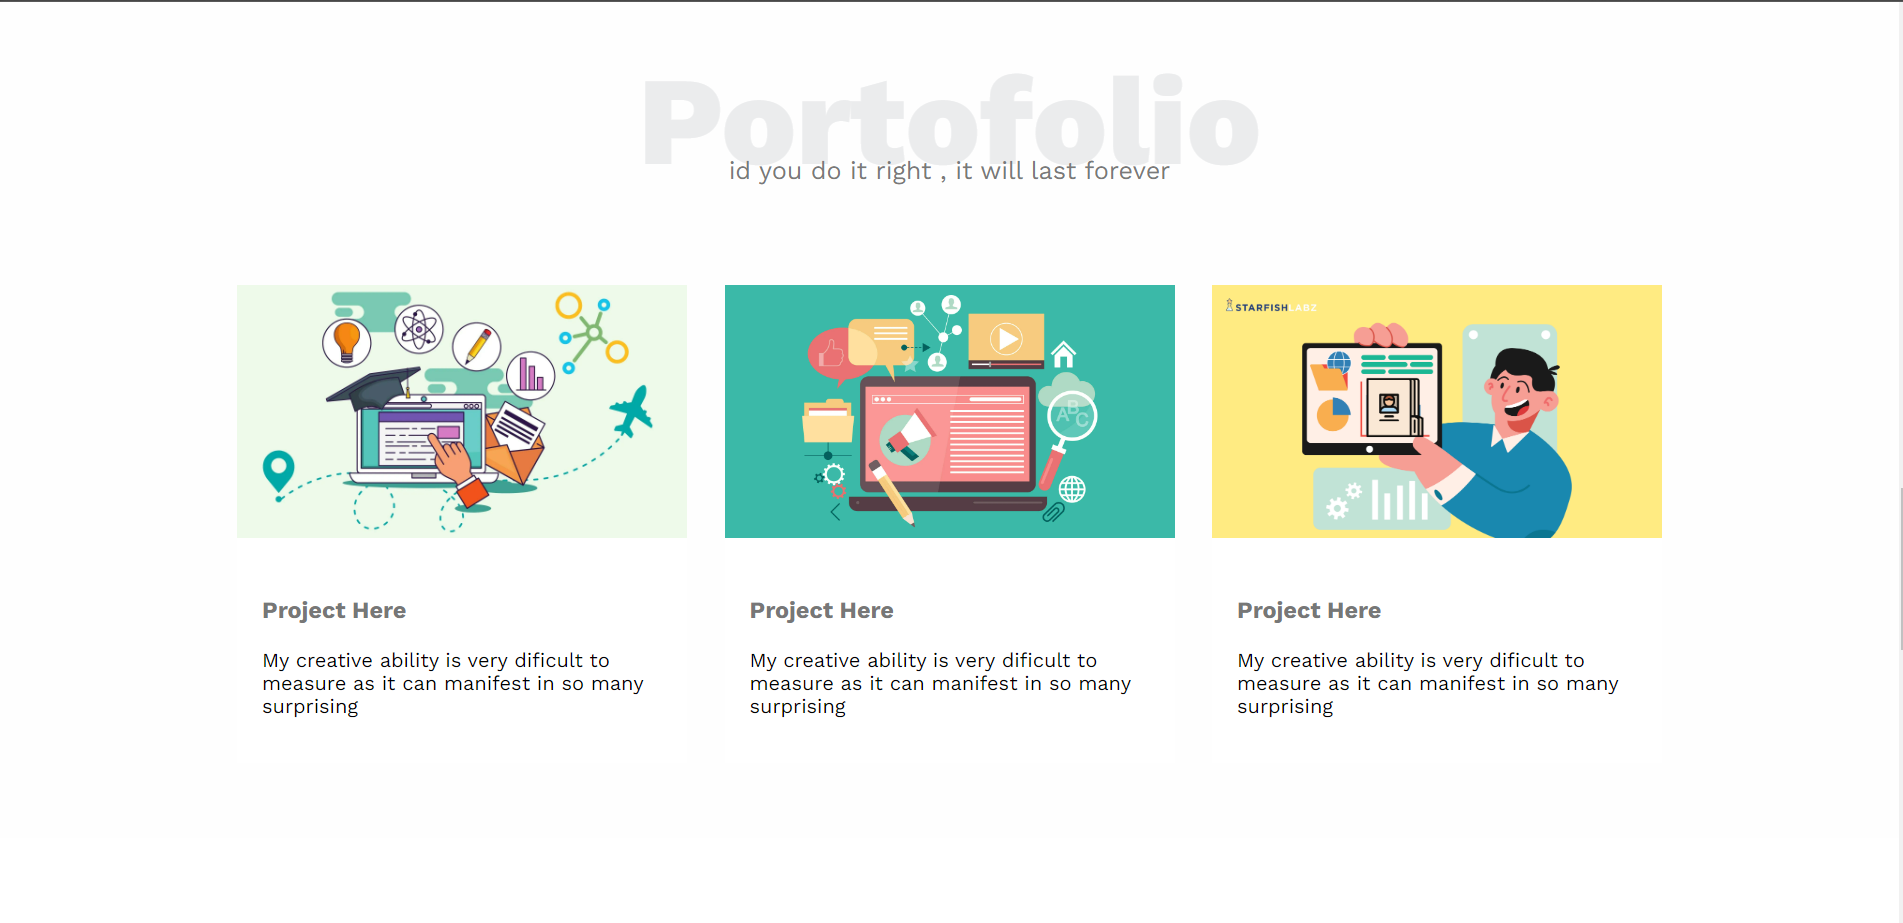 Portofolio
id you do it right , it will last forever
STARFISHLABZ
A B C
Project Here
My creative ability is very dificult to
measure as it can manifest in so many
surprising
Project Here
My creative ability is very dificult to
measure as it can manifest in so many
surprising
Project Here
My creative ability is very dificult to
measure as it can manifest in so many
surprising